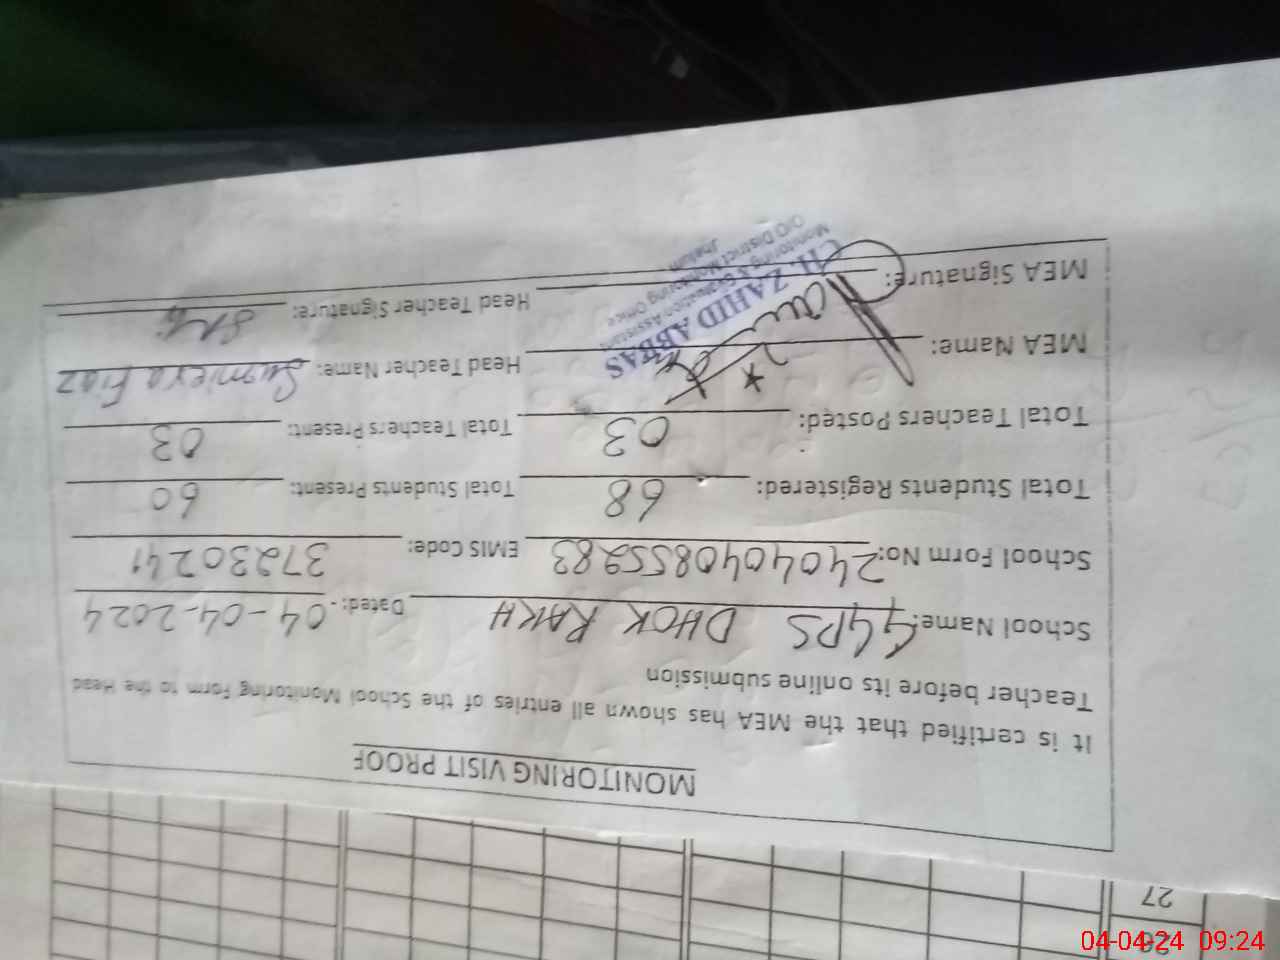 MONITORING VISIT PROOF
It is certified that the MEA has shown all entries of the School Monitoring Form to the Head
Teacher before its online submission
School Name: GGPS DHOK RAKH Dated:- 04-04-2024
School Form No: 2404040855283 EMIS Code: 37230241
Total Students Registered: 68 Total Students Present: 60
Total Teachers Posted: 03 Total Teachers Present: 03
MEA Name: Head Teacher Name: Sumiera Fiaz
MEA Signature: Head Teacher Signature:
CH. ZAHID ABBAS
Monitoring & Evaluation Assistant
O/O District Monitoring Office
Jhelum
27
04-04-24 09:24